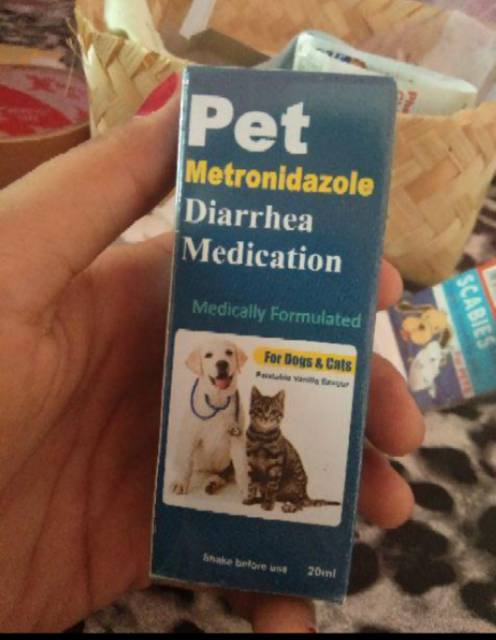 Pet
Metronidazole
Diarrhea
Medication
Medically Formulated
For Dogs & Cats
Palatable Vanilla flavour
Shake before use 20ml
SCABIES